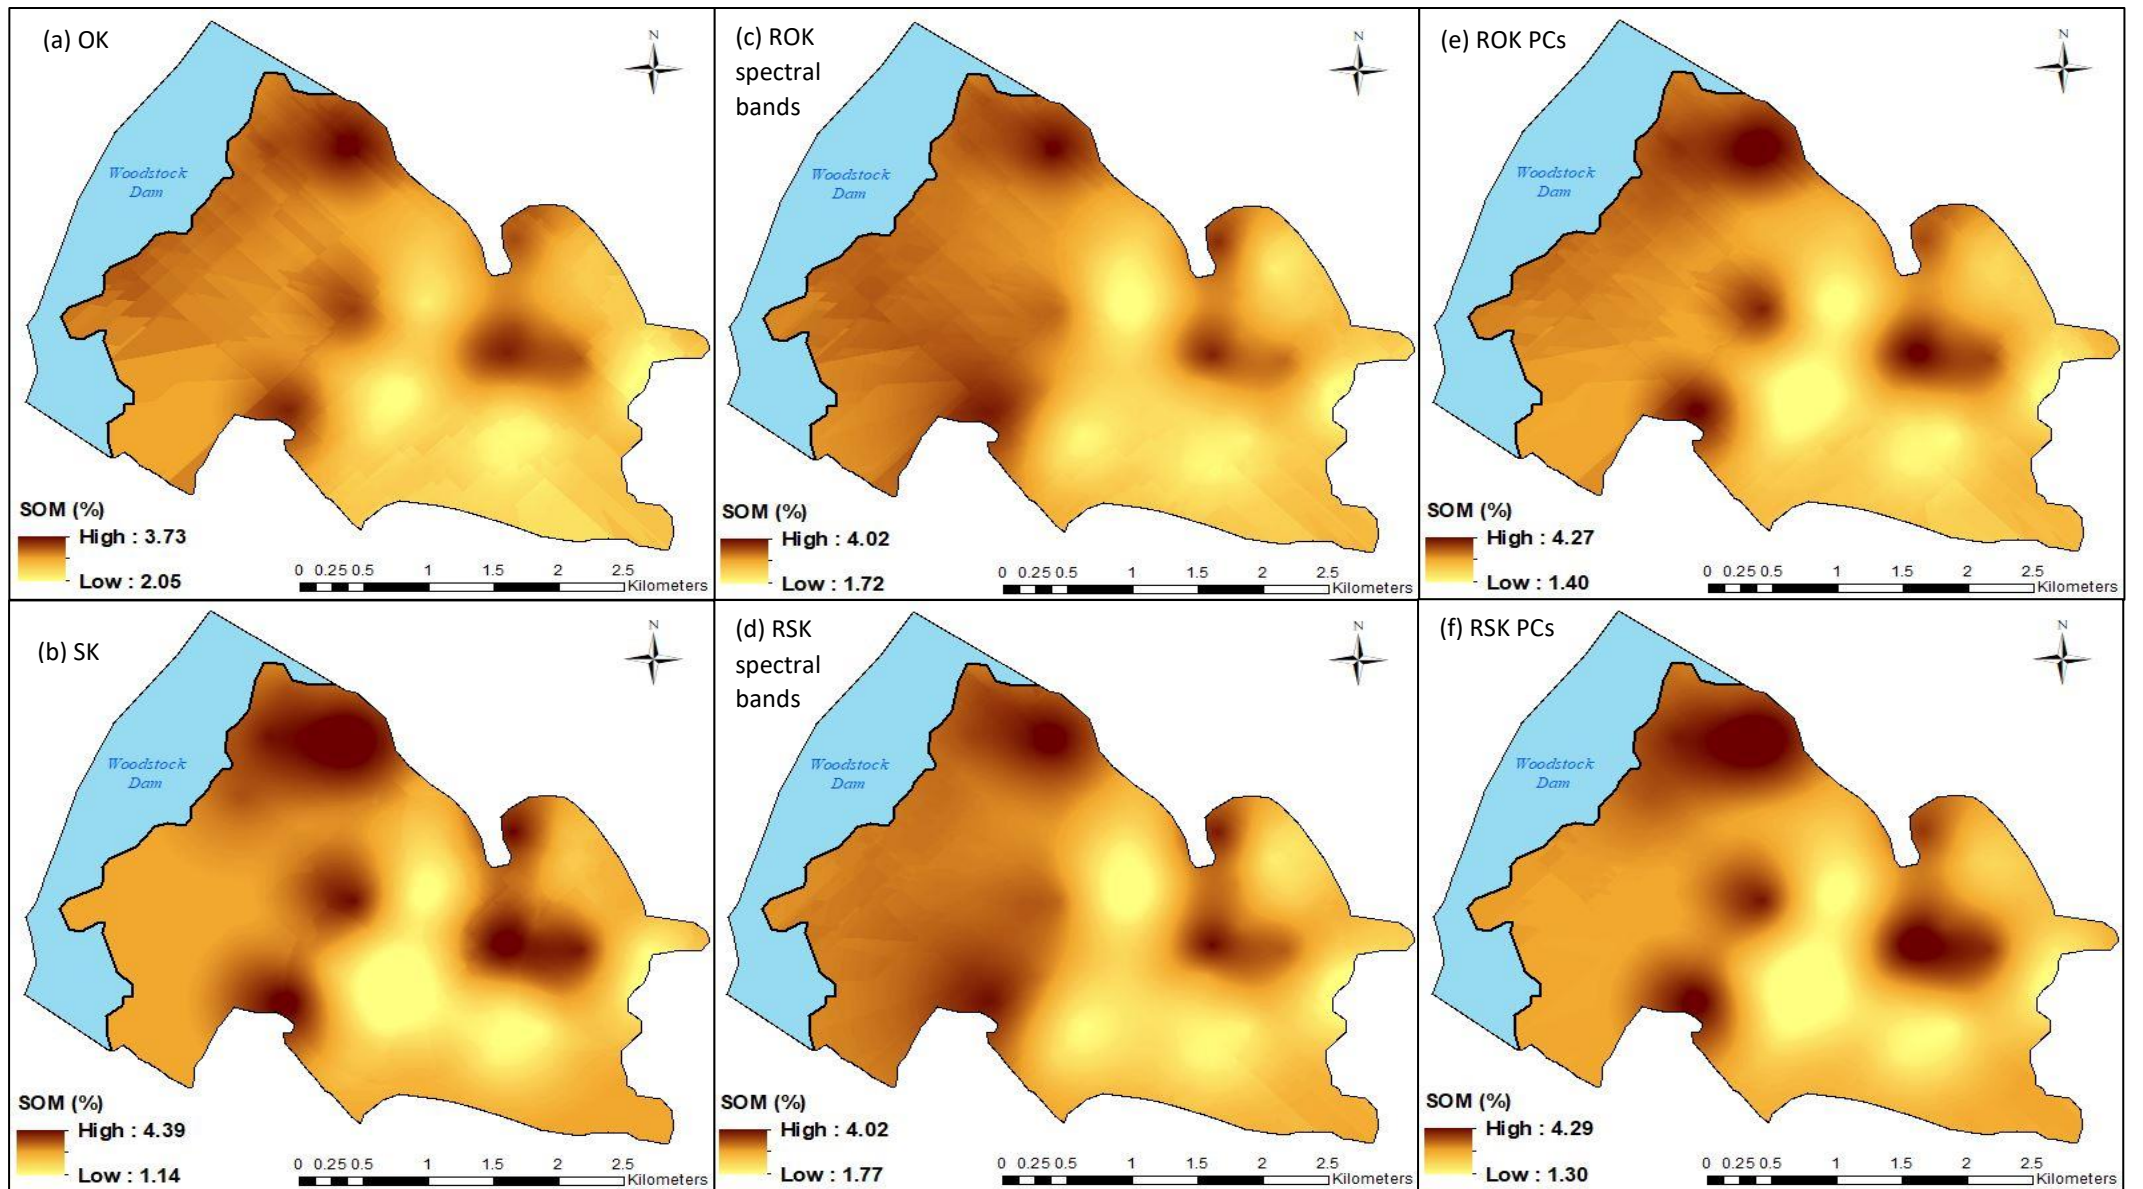 (a) OK
N
Woodstock
Dam
SOM (%)
High : 3.73
Low : 2.05
0 0.25 0.5 1 1.5 2 2.5
Kilometers
(c) ROK
spectral
bands
N
Woodstock
Dam
SOM (%)
High : 4.02
Low : 1.72
0 0.25 0.5 1 1.5 2 2.5
Kilometers
(e) ROK PCs
N
Woodstock
Dam
SOM (%)
High : 4.27
Low : 1.40
0 0.25 0.5 1 1.5 2 2.5
Kilometers
(b) SK
N
Woodstock
Dam
SOM (%)
High : 4.39
Low : 1.14
0 0.25 0.5 1 1.5 2 2.5
Kilometers
(d) RSK
spectral
bands
N
Woodstock
Dam
SOM (%)
High : 4.02
Low : 1.77
0 0.25 0.5 1 1.5 2 2.5
Kilometers
(f) RSK PCs
N
Woodstock
Dam
SOM (%)
High : 4.29
Low : 1.30
0 0.25 0.5 1 1.5 2 2.5
Kilometers